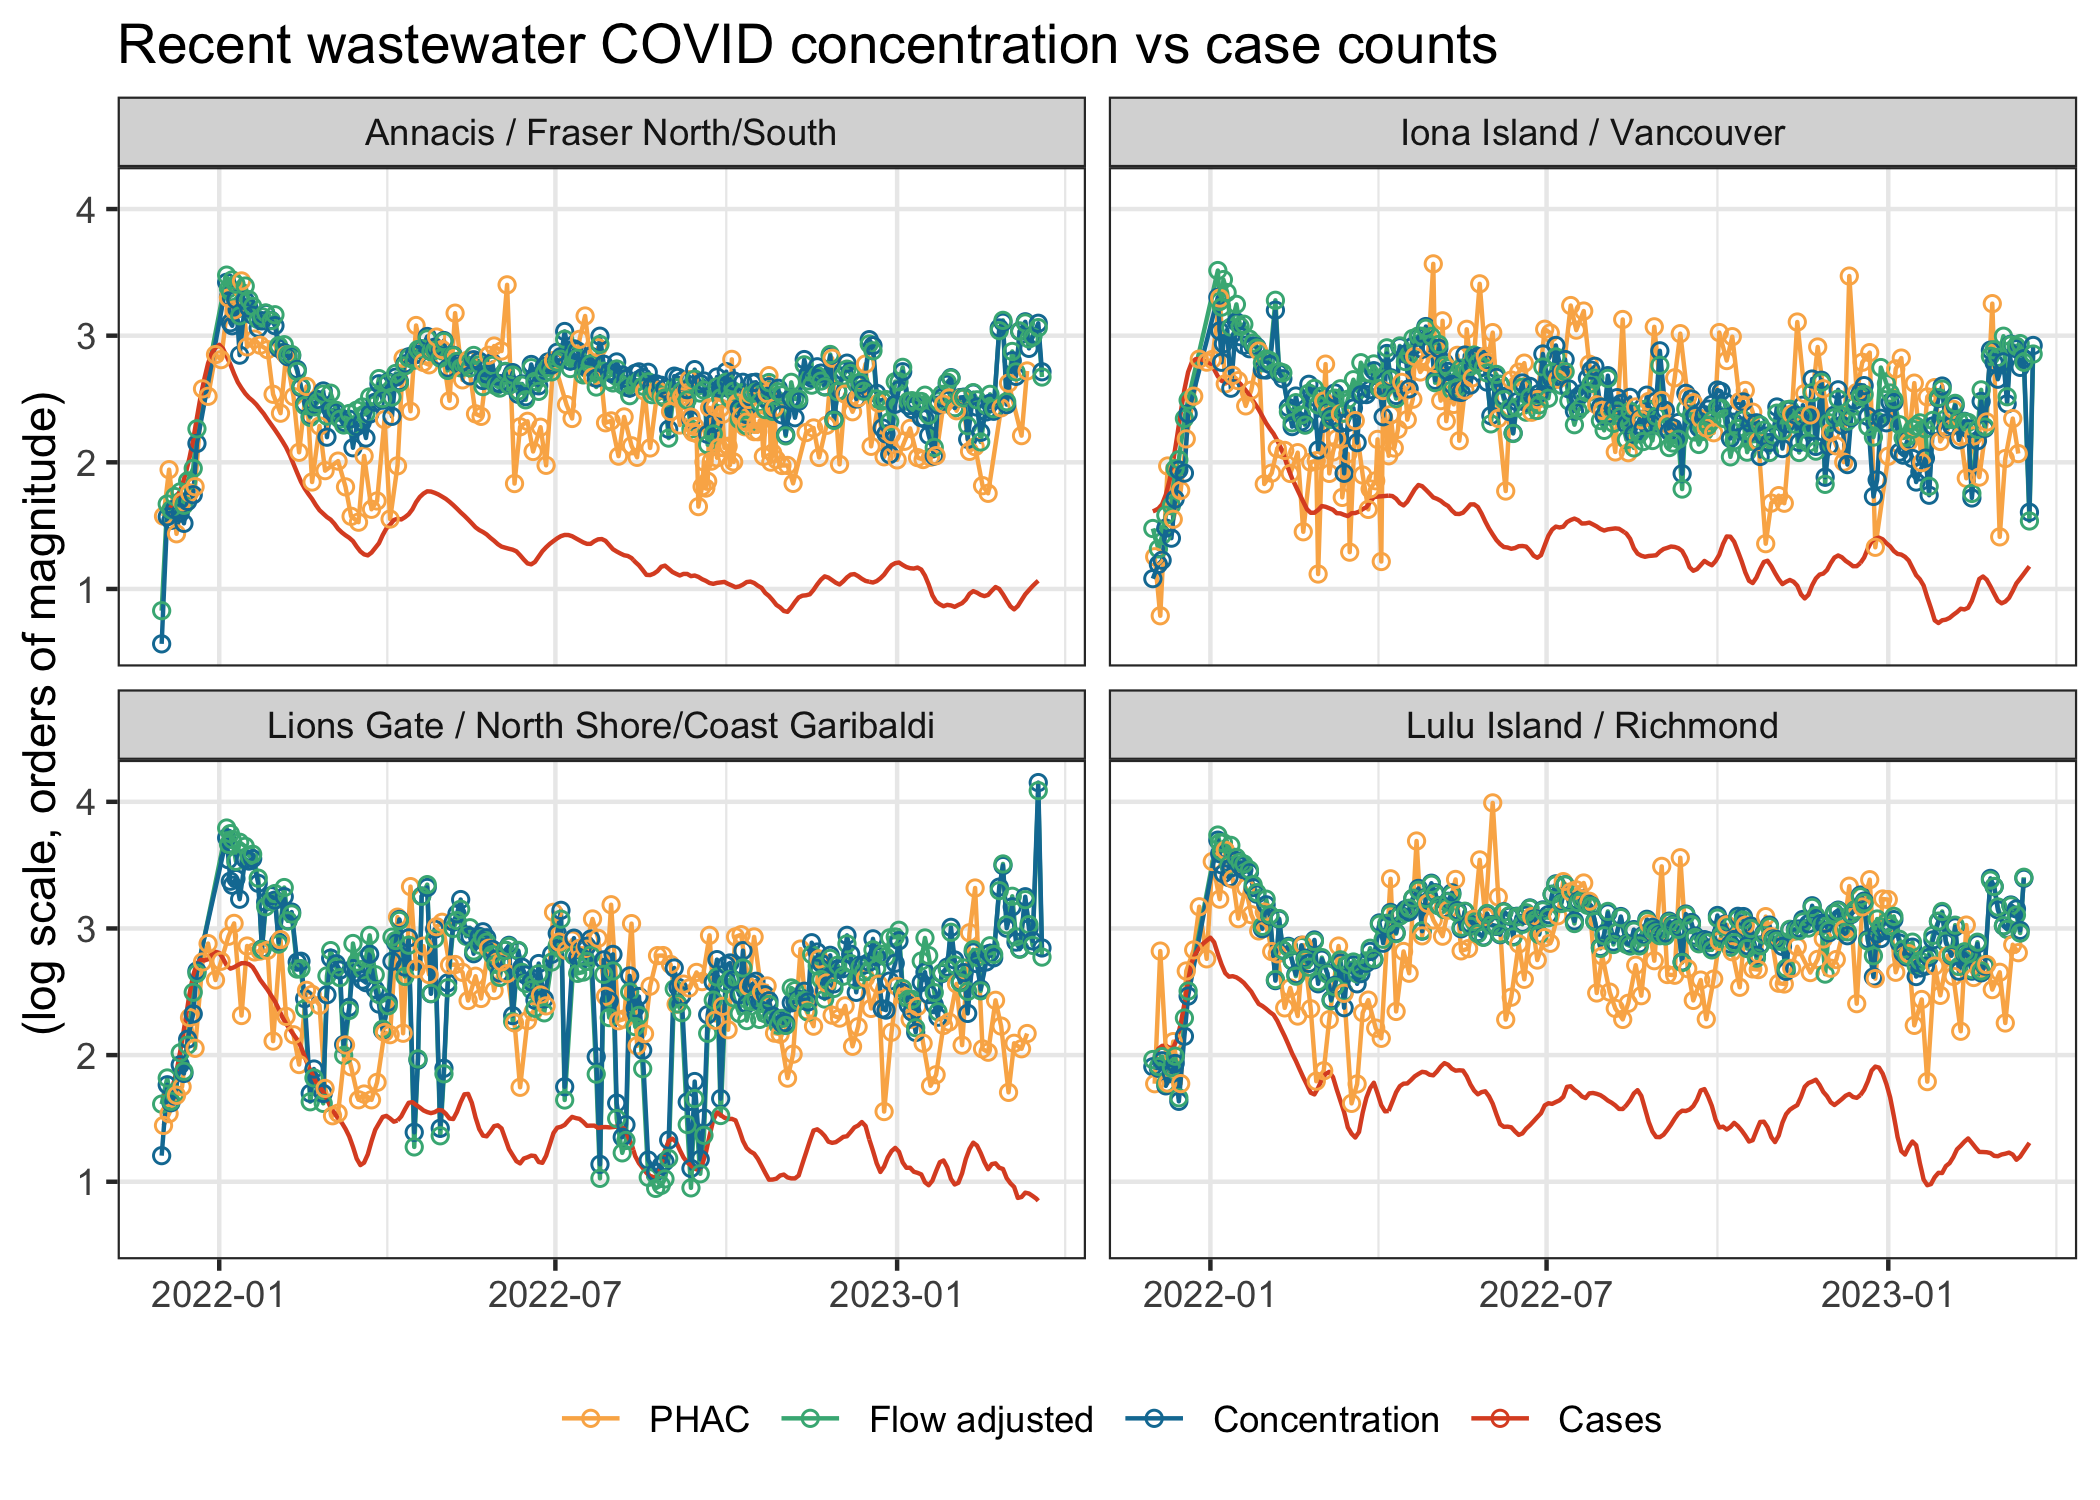 Recent wastewater COVID concentration vs case counts
Annacis / Fraser North/South
Iona Island / Vancouver
4
3
2
1
(log scale, orders of magnitude)
Lions Gate / North Shore/Coast Garibaldi
Lulu Island / Richmond
4
3
2
1
2022-01
2022-07
2023-01
2022-01
2022-07
2023-01
PHAC
Flow adjusted
Concentration
Cases